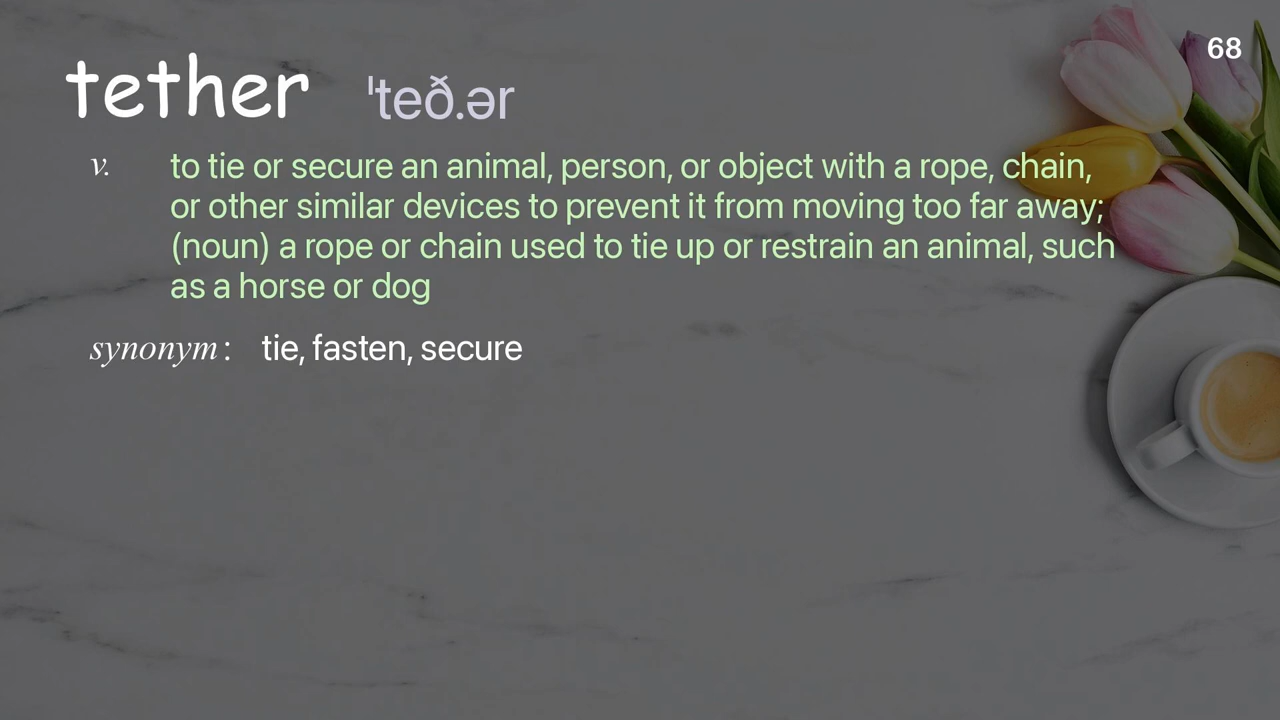 68
tether ˈteð.ər
v. to tie or secure an animal, person, or object with a rope, chain,
or other similar devices to prevent it from moving too far away;
(noun) a rope or chain used to tie up or restrain an animal, such
as a horse or dog
synonym : tie, fasten, secure